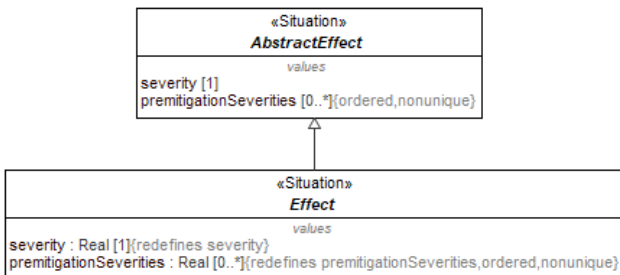 «Situation»
AbstractEffect
values
severity [1]
premitigationSeverities [0..*]{ordered,nonunique}
«Situation»
Effect
values
severity : Real [1]{redefines severity}
premitigationSeverities : Real [0..*]{redefines premitigationSeverities,ordered,nonunique}